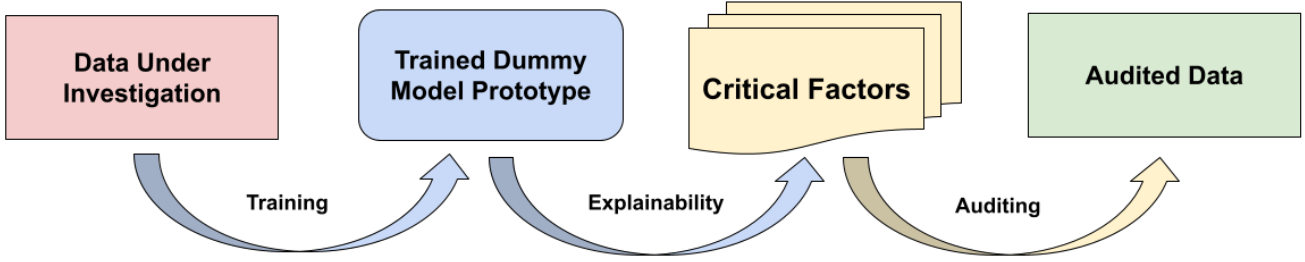 Data Under
Investigation
Trained Dummy
Model Prototype
Critical Factors
Audited Data
Training
Explainability
Auditing